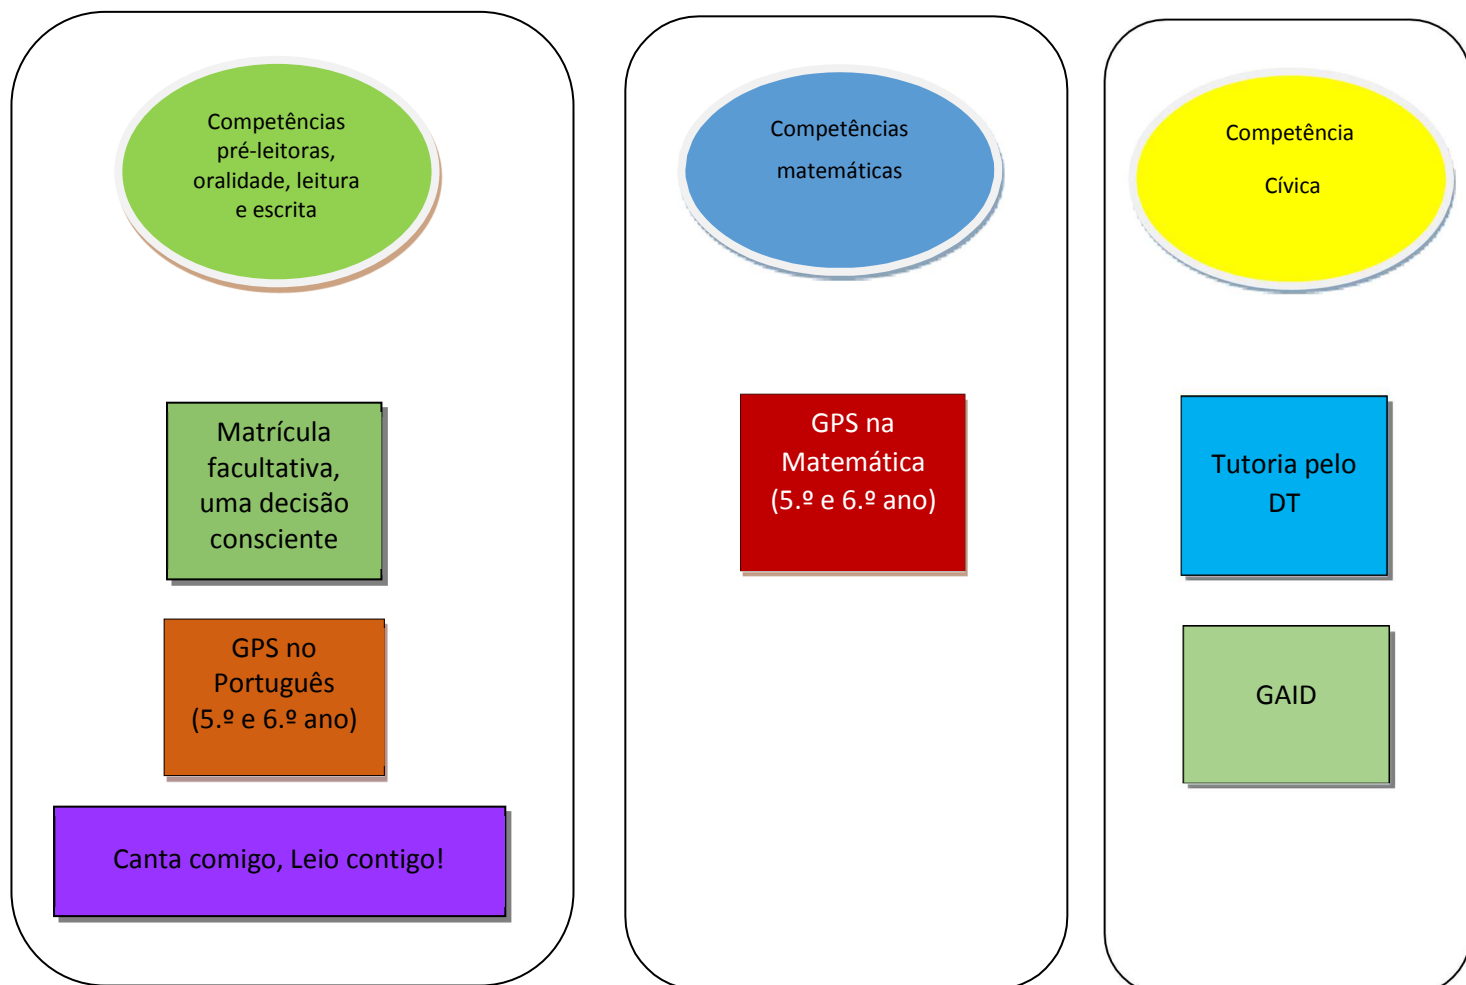 Competências
pré-leitoras,
oralidade, leitura
e escrita
Matrícula
facultativa,
uma decisão
consciente
GPS no
Português
(5.º e 6.º ano)
Canta comigo, Leio contigo!
Competências
matemáticas
GPS na
Matemática
(5.º e 6.º ano)
Competência
Cívica
Tutoria pelo
DT
GAID